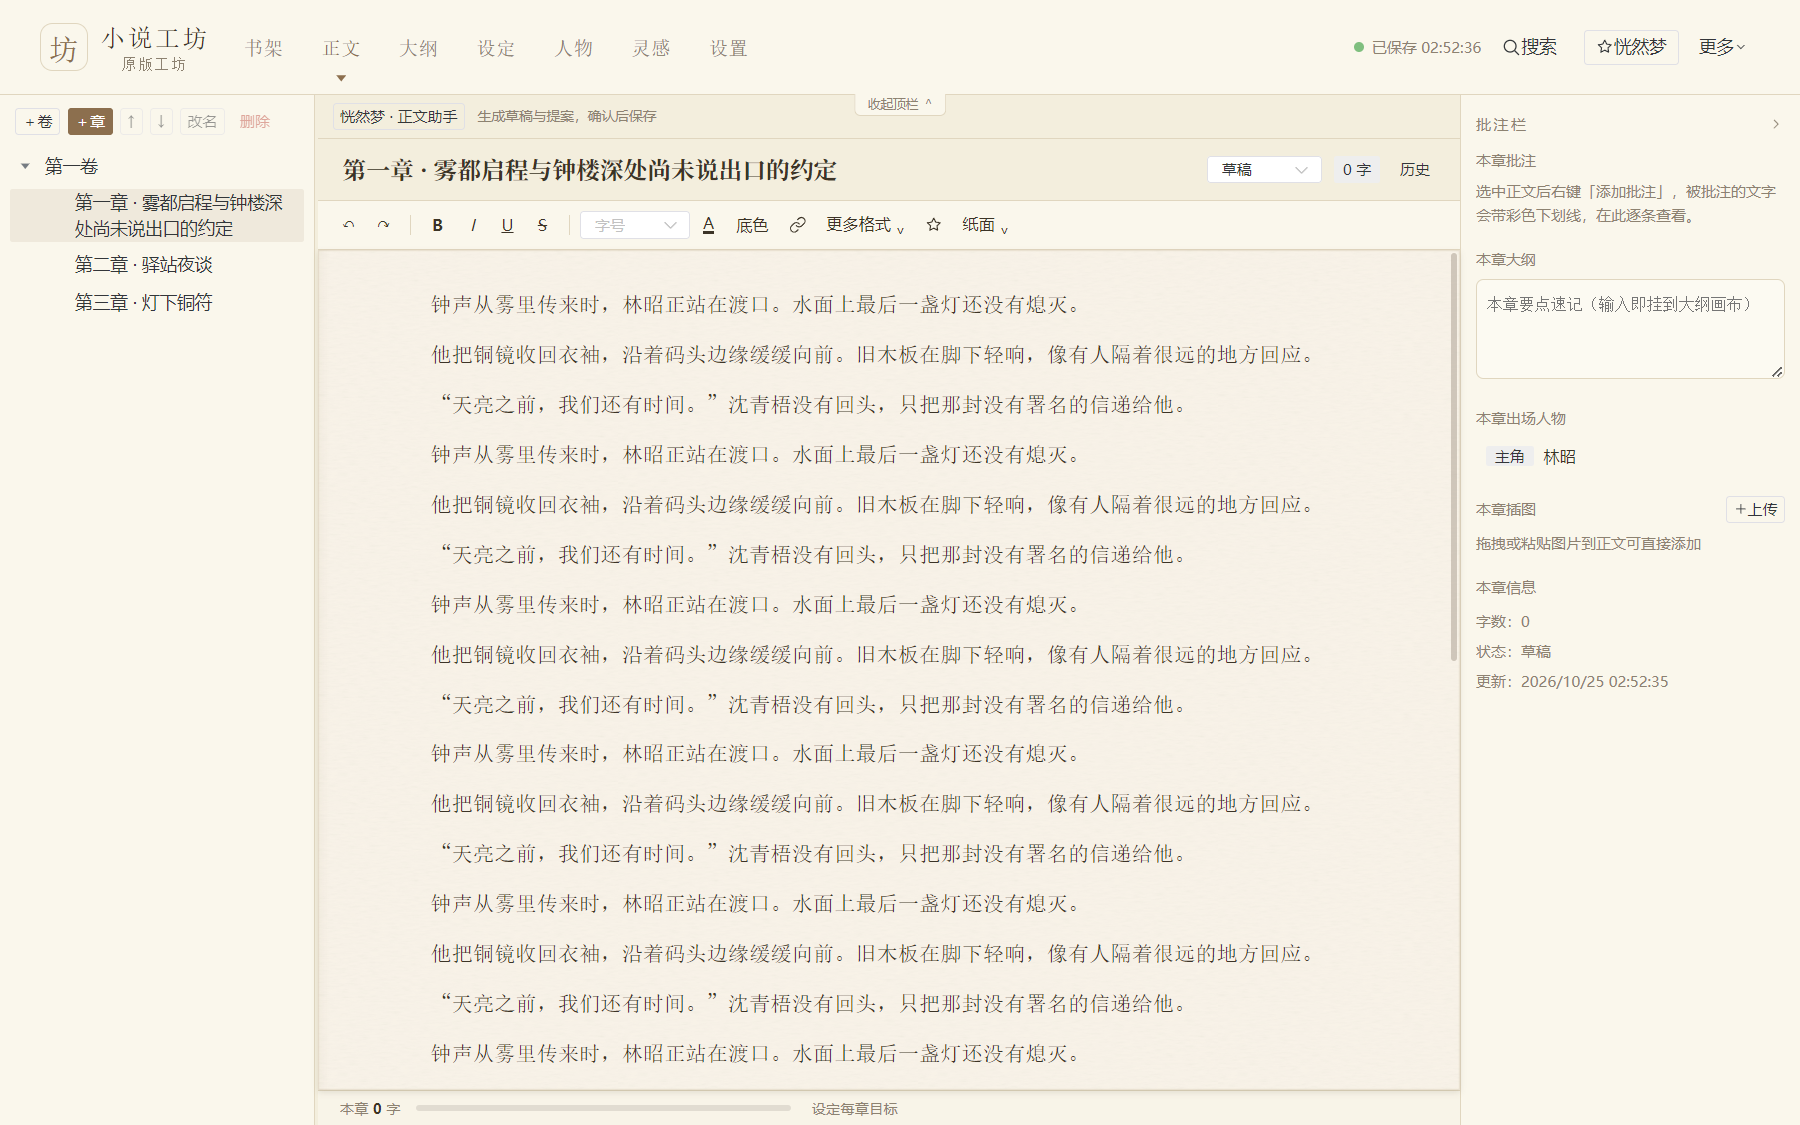 坊
小说工坊
原版工坊
书架 正文 大纲 设定 人物 灵感 设置
已保存 02:52:36 搜索 恍然梦 更多
+卷 +章 ↑ ↓ 改名 删除
第一卷
第一章 · 雾都启程与钟楼深
处尚未说出口的约定
第二章 · 驿站夜谈
第三章 · 灯下铜符
恍然梦 · 正文助手 生成草稿与提案，确认后保存
收起顶栏 ^
第一章 · 雾都启程与钟楼深处尚未说出口的约定
草稿 0 字 历史
B I U S 字号 A 底色 更多格式 纸面
钟声从雾里传来时，林昭正站在渡口。水面上最后一盏灯还没有熄灭。
他把铜镜收回衣袖，沿着码头边缘缓缓向前。旧木板在脚下轻响，像有人隔着很远的地方回应。
“天亮之前，我们还有时间。”沈青梧没有回头，只把那封没有署名的信递给他。
钟声从雾里传来时，林昭正站在渡口。水面上最后一盏灯还没有熄灭。
他把铜镜收回衣袖，沿着码头边缘缓缓向前。旧木板在脚下轻响，像有人隔着很远的地方回应。
“天亮之前，我们还有时间。”沈青梧没有回头，只把那封没有署名的信递给他。
钟声从雾里传来时，林昭正站在渡口。水面上最后一盏灯还没有熄灭。
他把铜镜收回衣袖，沿着码头边缘缓缓向前。旧木板在脚下轻响，像有人隔着很远的地方回应。
“天亮之前，我们还有时间。”沈青梧没有回头，只把那封没有署名的信递给他。
钟声从雾里传来时，林昭正站在渡口。水面上最后一盏灯还没有熄灭。
他把铜镜收回衣袖，沿着码头边缘缓缓向前。旧木板在脚下轻响，像有人隔着很远的地方回应。
“天亮之前，我们还有时间。”沈青梧没有回头，只把那封没有署名的信递给他。
钟声从雾里传来时，林昭正站在渡口。水面上最后一盏灯还没有熄灭。
他把铜镜收回衣袖，沿着码头边缘缓缓向前。旧木板在脚下轻响，像有人隔着很远的地方回应。
“天亮之前，我们还有时间。”沈青梧没有回头，只把那封没有署名的信递给他。
钟声从雾里传来时，林昭正站在渡口。水面上最后一盏灯还没有熄灭。
本章 0 字 设定每章目标
批注栏
本章批注
选中正文后右键「添加批注」，被批注的文字
会带彩色下划线，在此逐条查看。
本章大纲
本章要点速记（输入即挂到大纲画布）
本章出场人物
主角 林昭
本章插图 +上传
拖拽或粘贴图片到正文可直接添加
本章信息
字数：0
状态：草稿
更新：2026/10/25 02:52:35